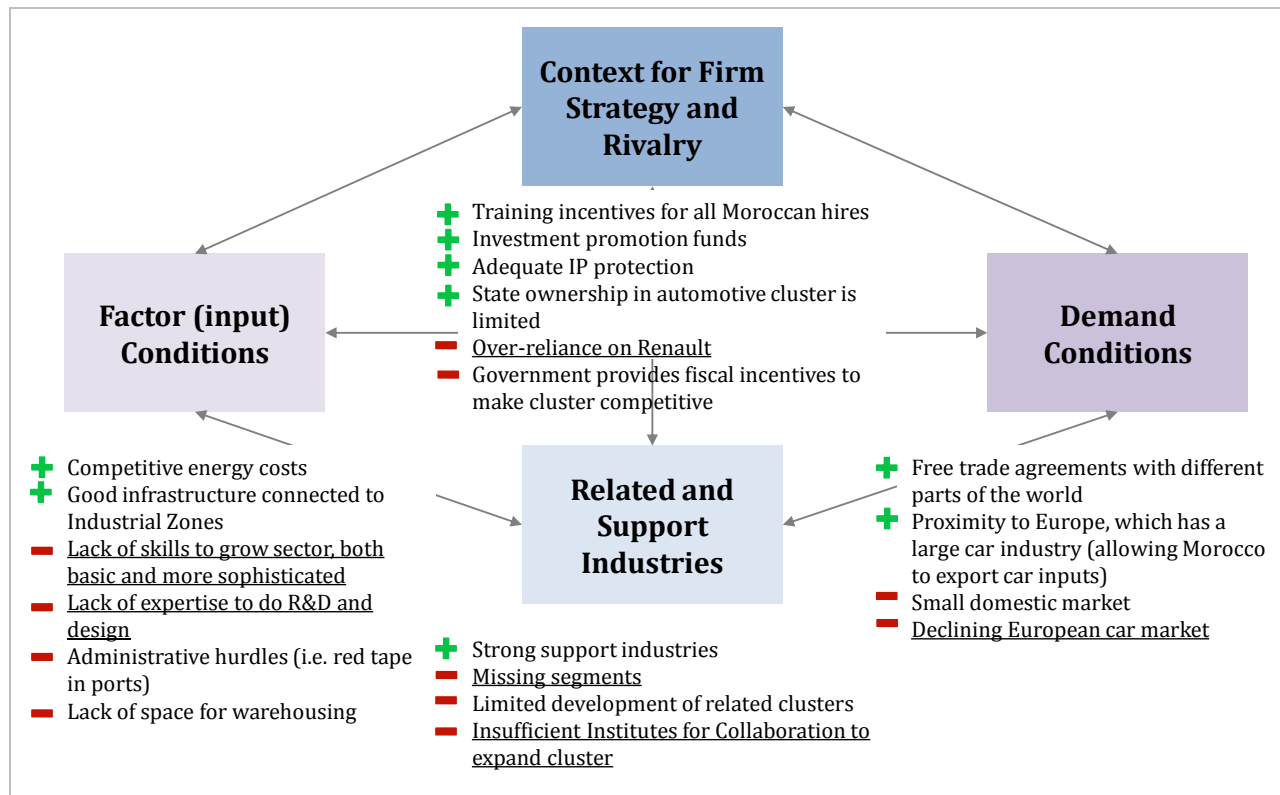 Context for Firm
Strategy and
Rivalry
Training incentives for all Moroccan hires
Investment promotion funds
Adequate IP protection
State ownership in automotive cluster is
limited
Over-reliance on Renault
Government provides fiscal incentives to
make cluster competitive
Factor (input)
Conditions
Demand
Conditions
Competitive energy costs
Good infrastructure connected to
Industrial Zones
Lack of skills to grow sector, both
basic and more sophisticated
Lack of expertise to do R&D and
design
Administrative hurdles (i.e. red tape
in ports)
Lack of space for warehousing
Related and
Support
Industries
Strong support industries
Missing segments
Limited development of related clusters
Insufficient Institutes for Collaboration to
expand cluster
Free trade agreements with different
parts of the world
Proximity to Europe, which has a
large car industry (allowing Morocco
to export car inputs)
Small domestic market
Declining European car market